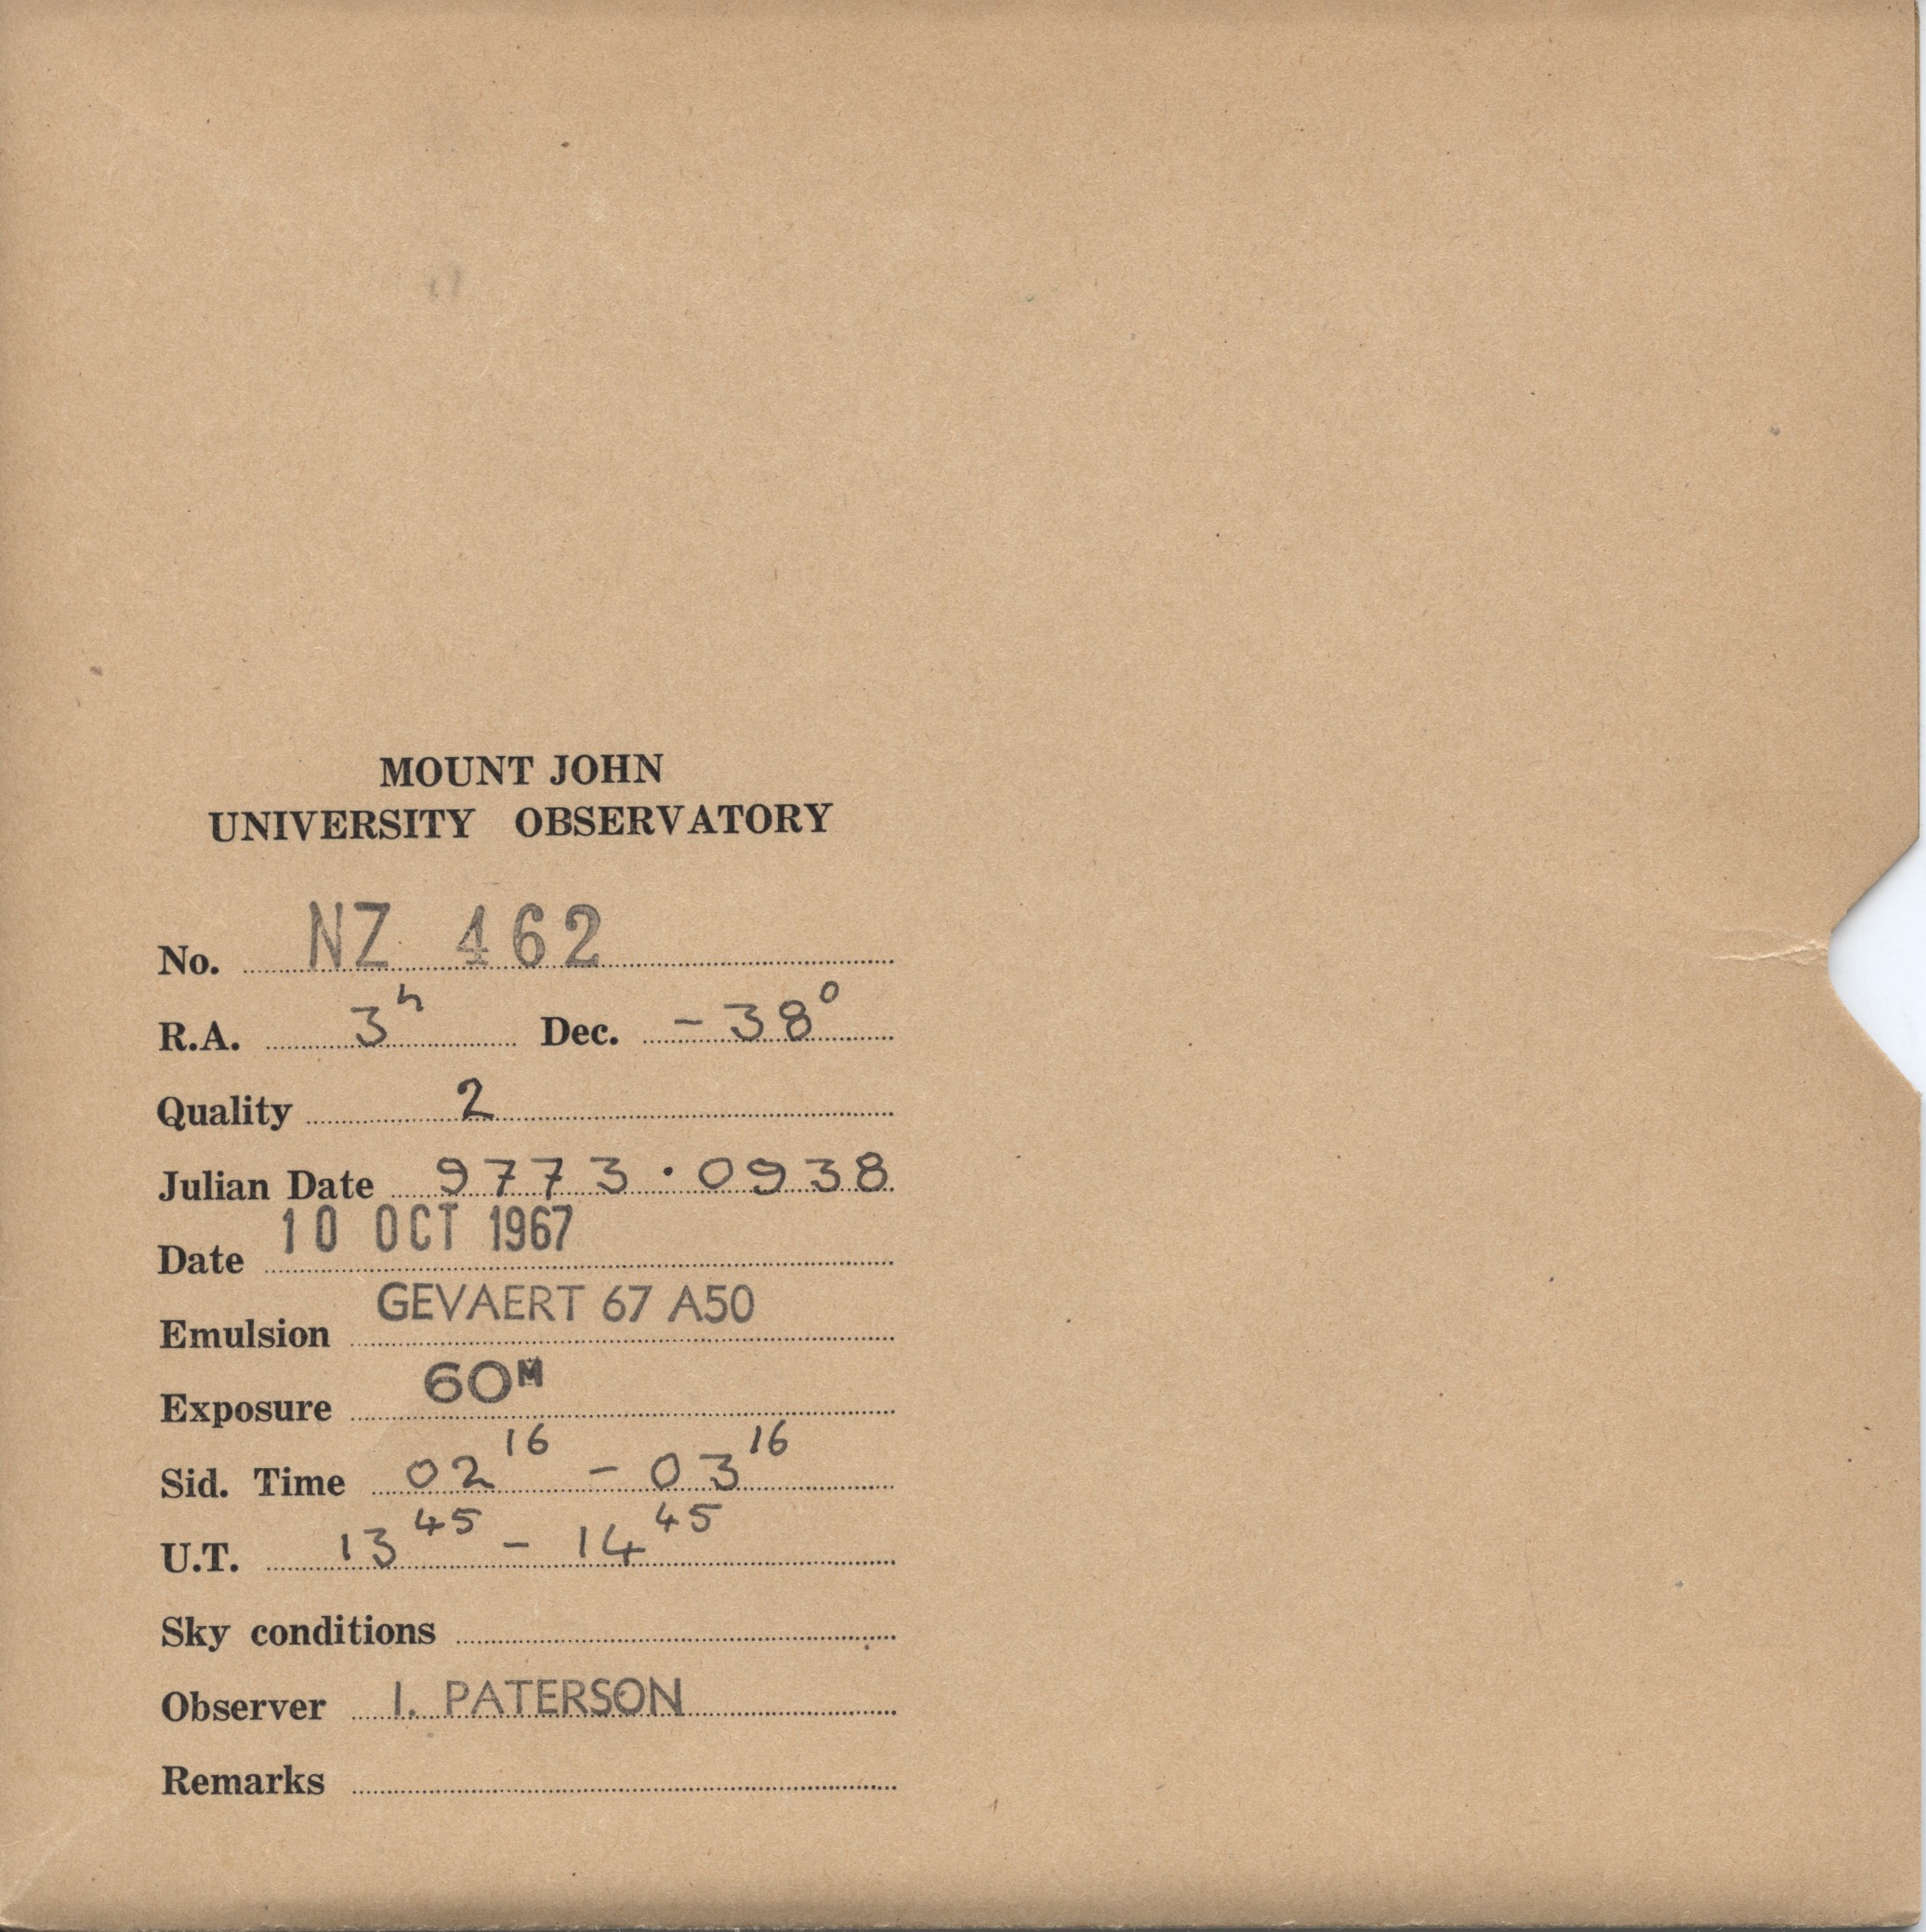 MOUNT JOHN
UNIVERSITY OBSERVATORY
No. NZ 462
R.A. 3h Dec. -38°
Quality 2
Julian Date 9773.0938
Date 10 OCT 1967
Emulsion GEVAERT 67 A50
Exposure 60M
Sid. Time 02 16 - 03 16
U.T. 13 45 - 14 45
Sky conditions
Observer I. PATERSON
Remarks